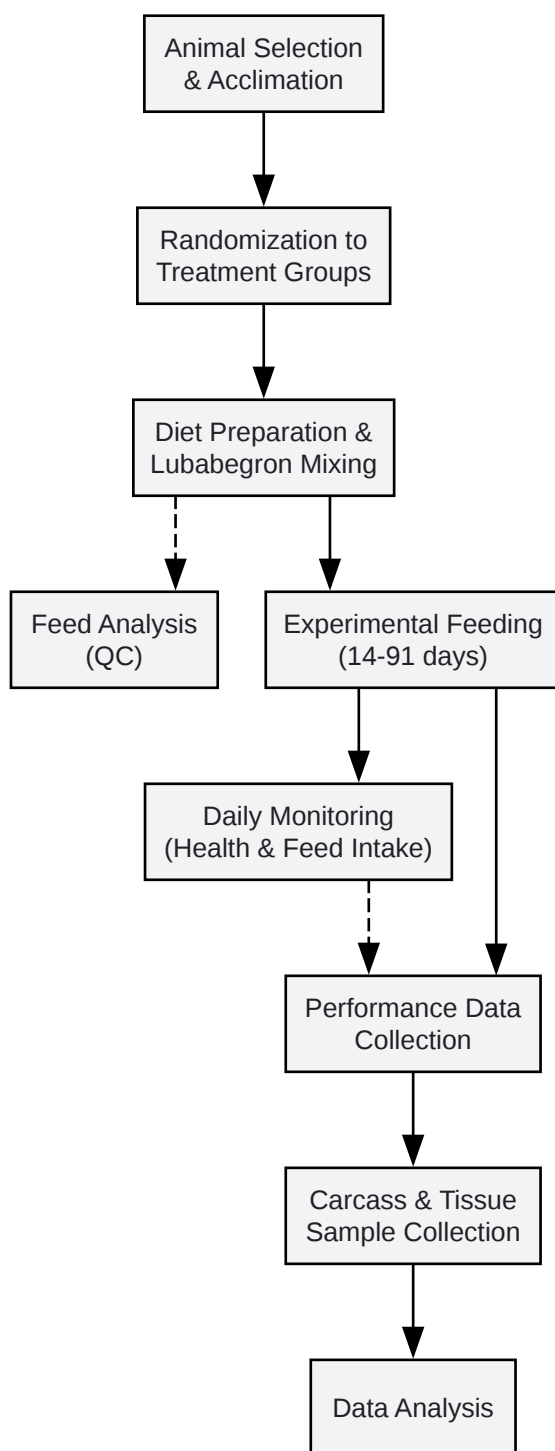 Animal Selection
& Acclimation
Randomization to
Treatment Groups
Diet Preparation &
Lubabegron Mixing
Feed Analysis
(QC)
Experimental Feeding
(14-91 days)
Daily Monitoring
(Health & Feed Intake)
Performance Data
Collection
Carcass & Tissue
Sample Collection
Data Analysis